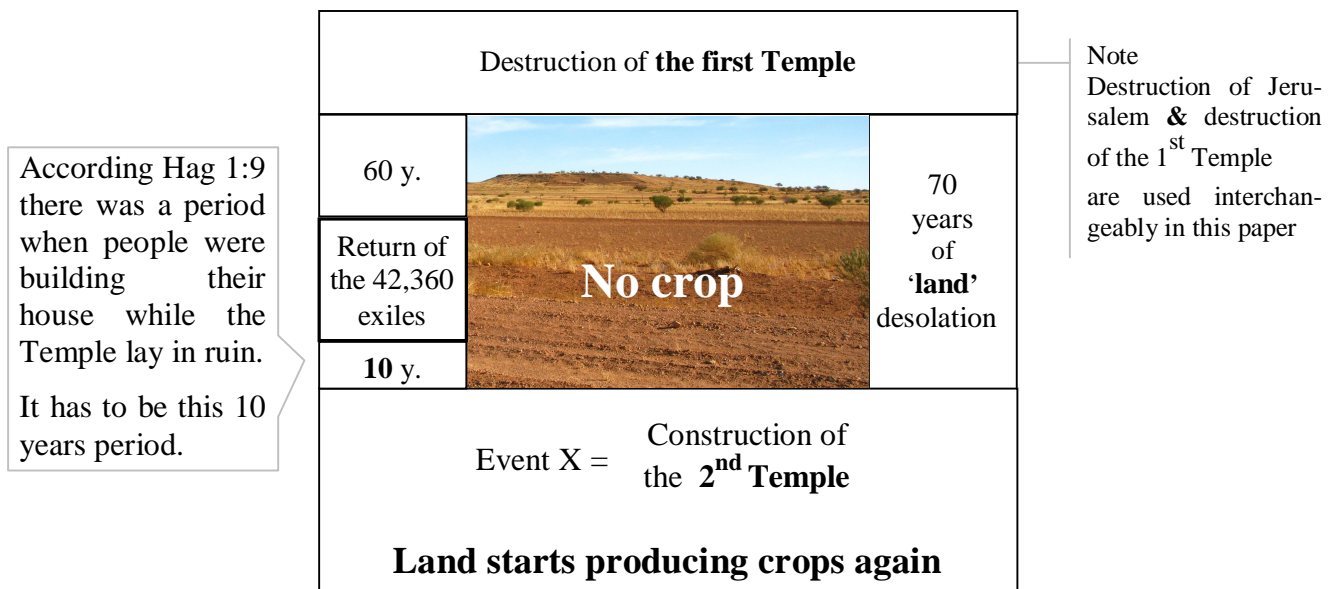 Destruction of the first Temple
Note
Destruction of Jeru-
salem & destruction
of the 1st Temple
are used interchan-
geably in this paper
According Hag 1:9
there was a period
when people were
building their
house while the
Temple lay in ruin.
It has to be this 10
years period.
60 y.
Return of
the 42,360
exiles
10 y.
No crop
70
years
of
‘land’
desolation
Event X = Construction of
the 2nd Temple
Land starts producing crops again